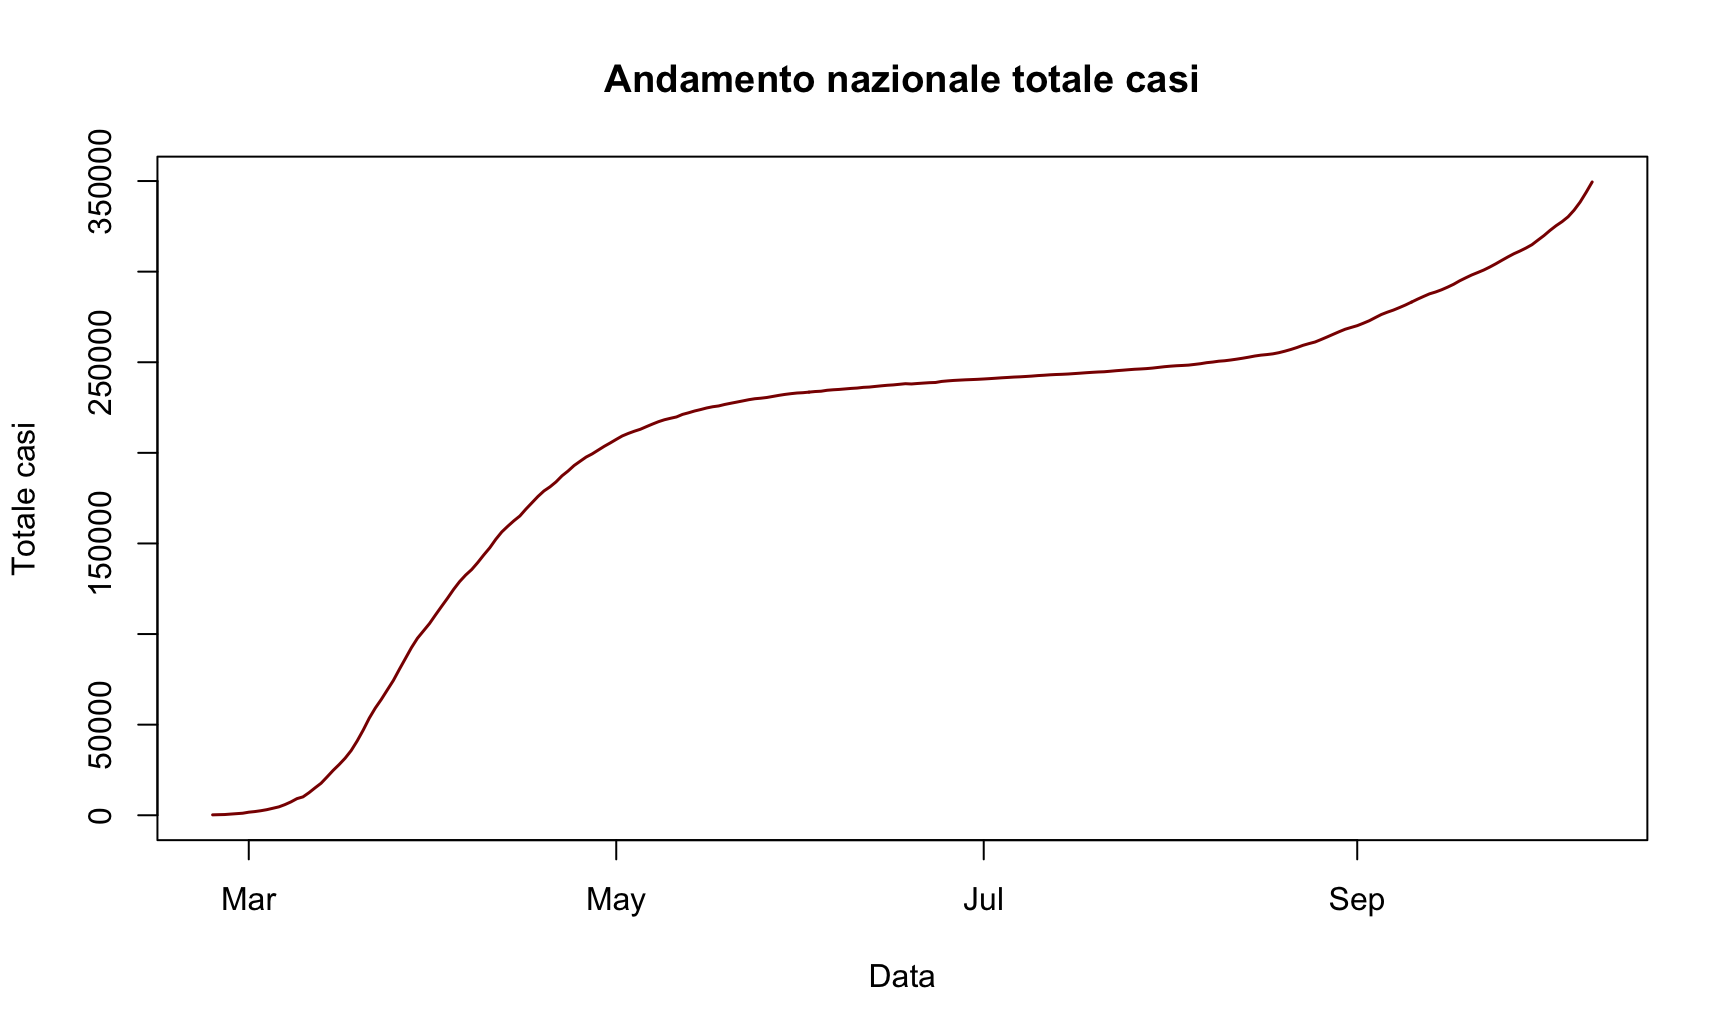 Andamento nazionale totale casi
Totale casi
350000
250000
150000
50000
0
Mar May Jul Sep
Data